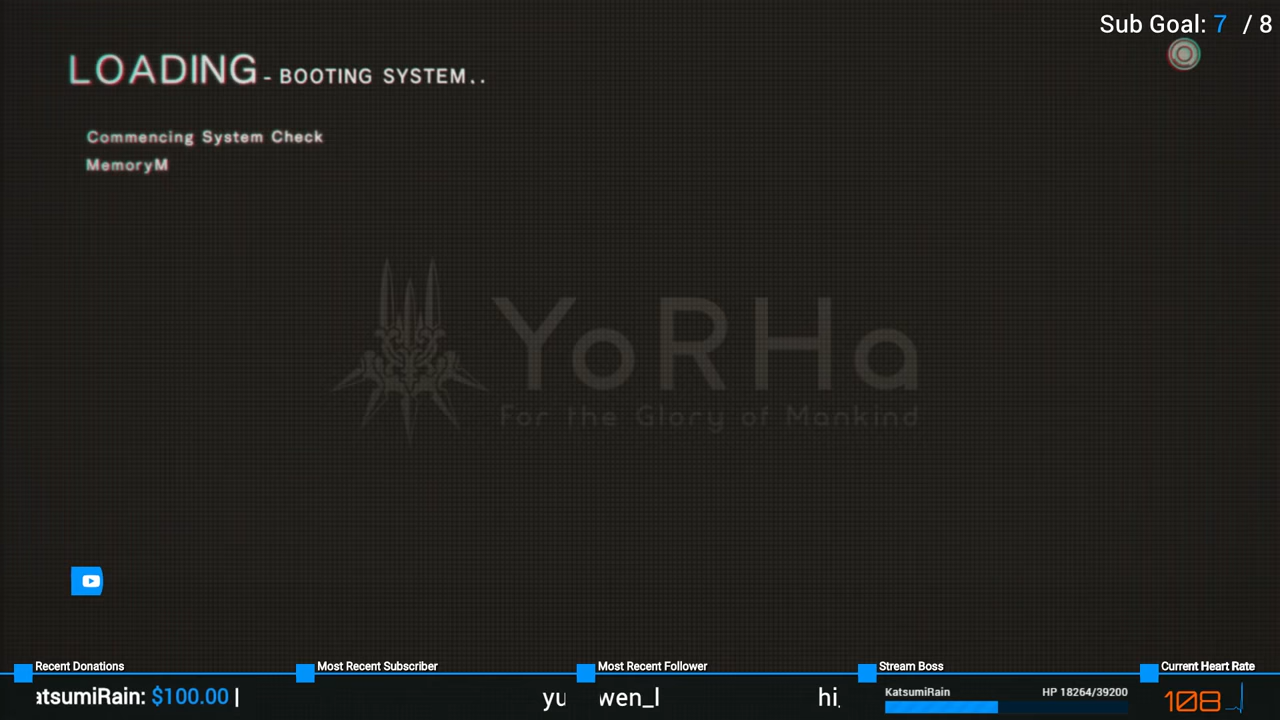 Sub Goal: 7 / 8
LOADING - BOOTING SYSTEM..
Commencing System Check
MemoryM
YoRHa
For the Glory of Mankind
Recent Donations
Most Recent Subscriber
Most Recent Follower
Stream Boss
Current Heart Rate
atsumiRain: $100.00 |
yu
wen_l
hi,
KatsumiRain
HP 18264/39200
108